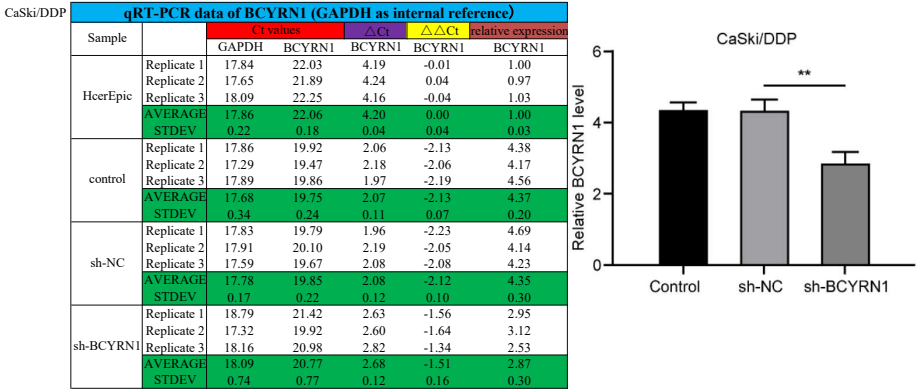 CaSki/DDP
qRT-PCR data of BCYRN1 (GAPDH as internal reference)
Sample Ct values △Ct △△Ct relative expression
GAPDH BCYRN1 BCYRN1 BCYRN1 BCYRN1
HcerEpic
Replicate 1 17.84 22.03 4.19 -0.01 1.00
Replicate 2 17.65 21.89 4.24 0.04 0.97
Replicate 3 18.09 22.25 4.16 -0.04 1.03
AVERAGE 17.86 22.06 4.20 0.00 1.00
STDEV 0.22 0.18 0.04 0.04 0.03
control
Replicate 1 17.86 19.92 2.06 -2.13 4.38
Replicate 2 17.29 19.47 2.18 -2.06 4.17
Replicate 3 17.89 19.86 1.97 -2.19 4.56
AVERAGE 17.68 19.75 2.07 -2.13 4.37
STDEV 0.34 0.24 0.11 0.07 0.20
sh-NC
Replicate 1 17.83 19.79 1.96 -2.23 4.69
Replicate 2 17.91 20.10 2.19 -2.05 4.14
Replicate 3 17.59 19.67 2.08 -2.08 4.23
AVERAGE 17.78 19.85 2.08 -2.12 4.35
STDEV 0.17 0.22 0.12 0.10 0.30
sh-BCYRN1
Replicate 1 18.79 21.42 2.63 -1.56 2.95
Replicate 2 17.32 19.92 2.60 -1.64 3.12
Replicate 3 18.16 20.98 2.82 -1.34 2.53
AVERAGE 18.09 20.77 2.68 -1.51 2.87
STDEV 0.74 0.77 0.12 0.16 0.30
CaSki/DDP
Relative BCYRN1 level
6
4
2
0
**
Control sh-NC sh-BCYRN1